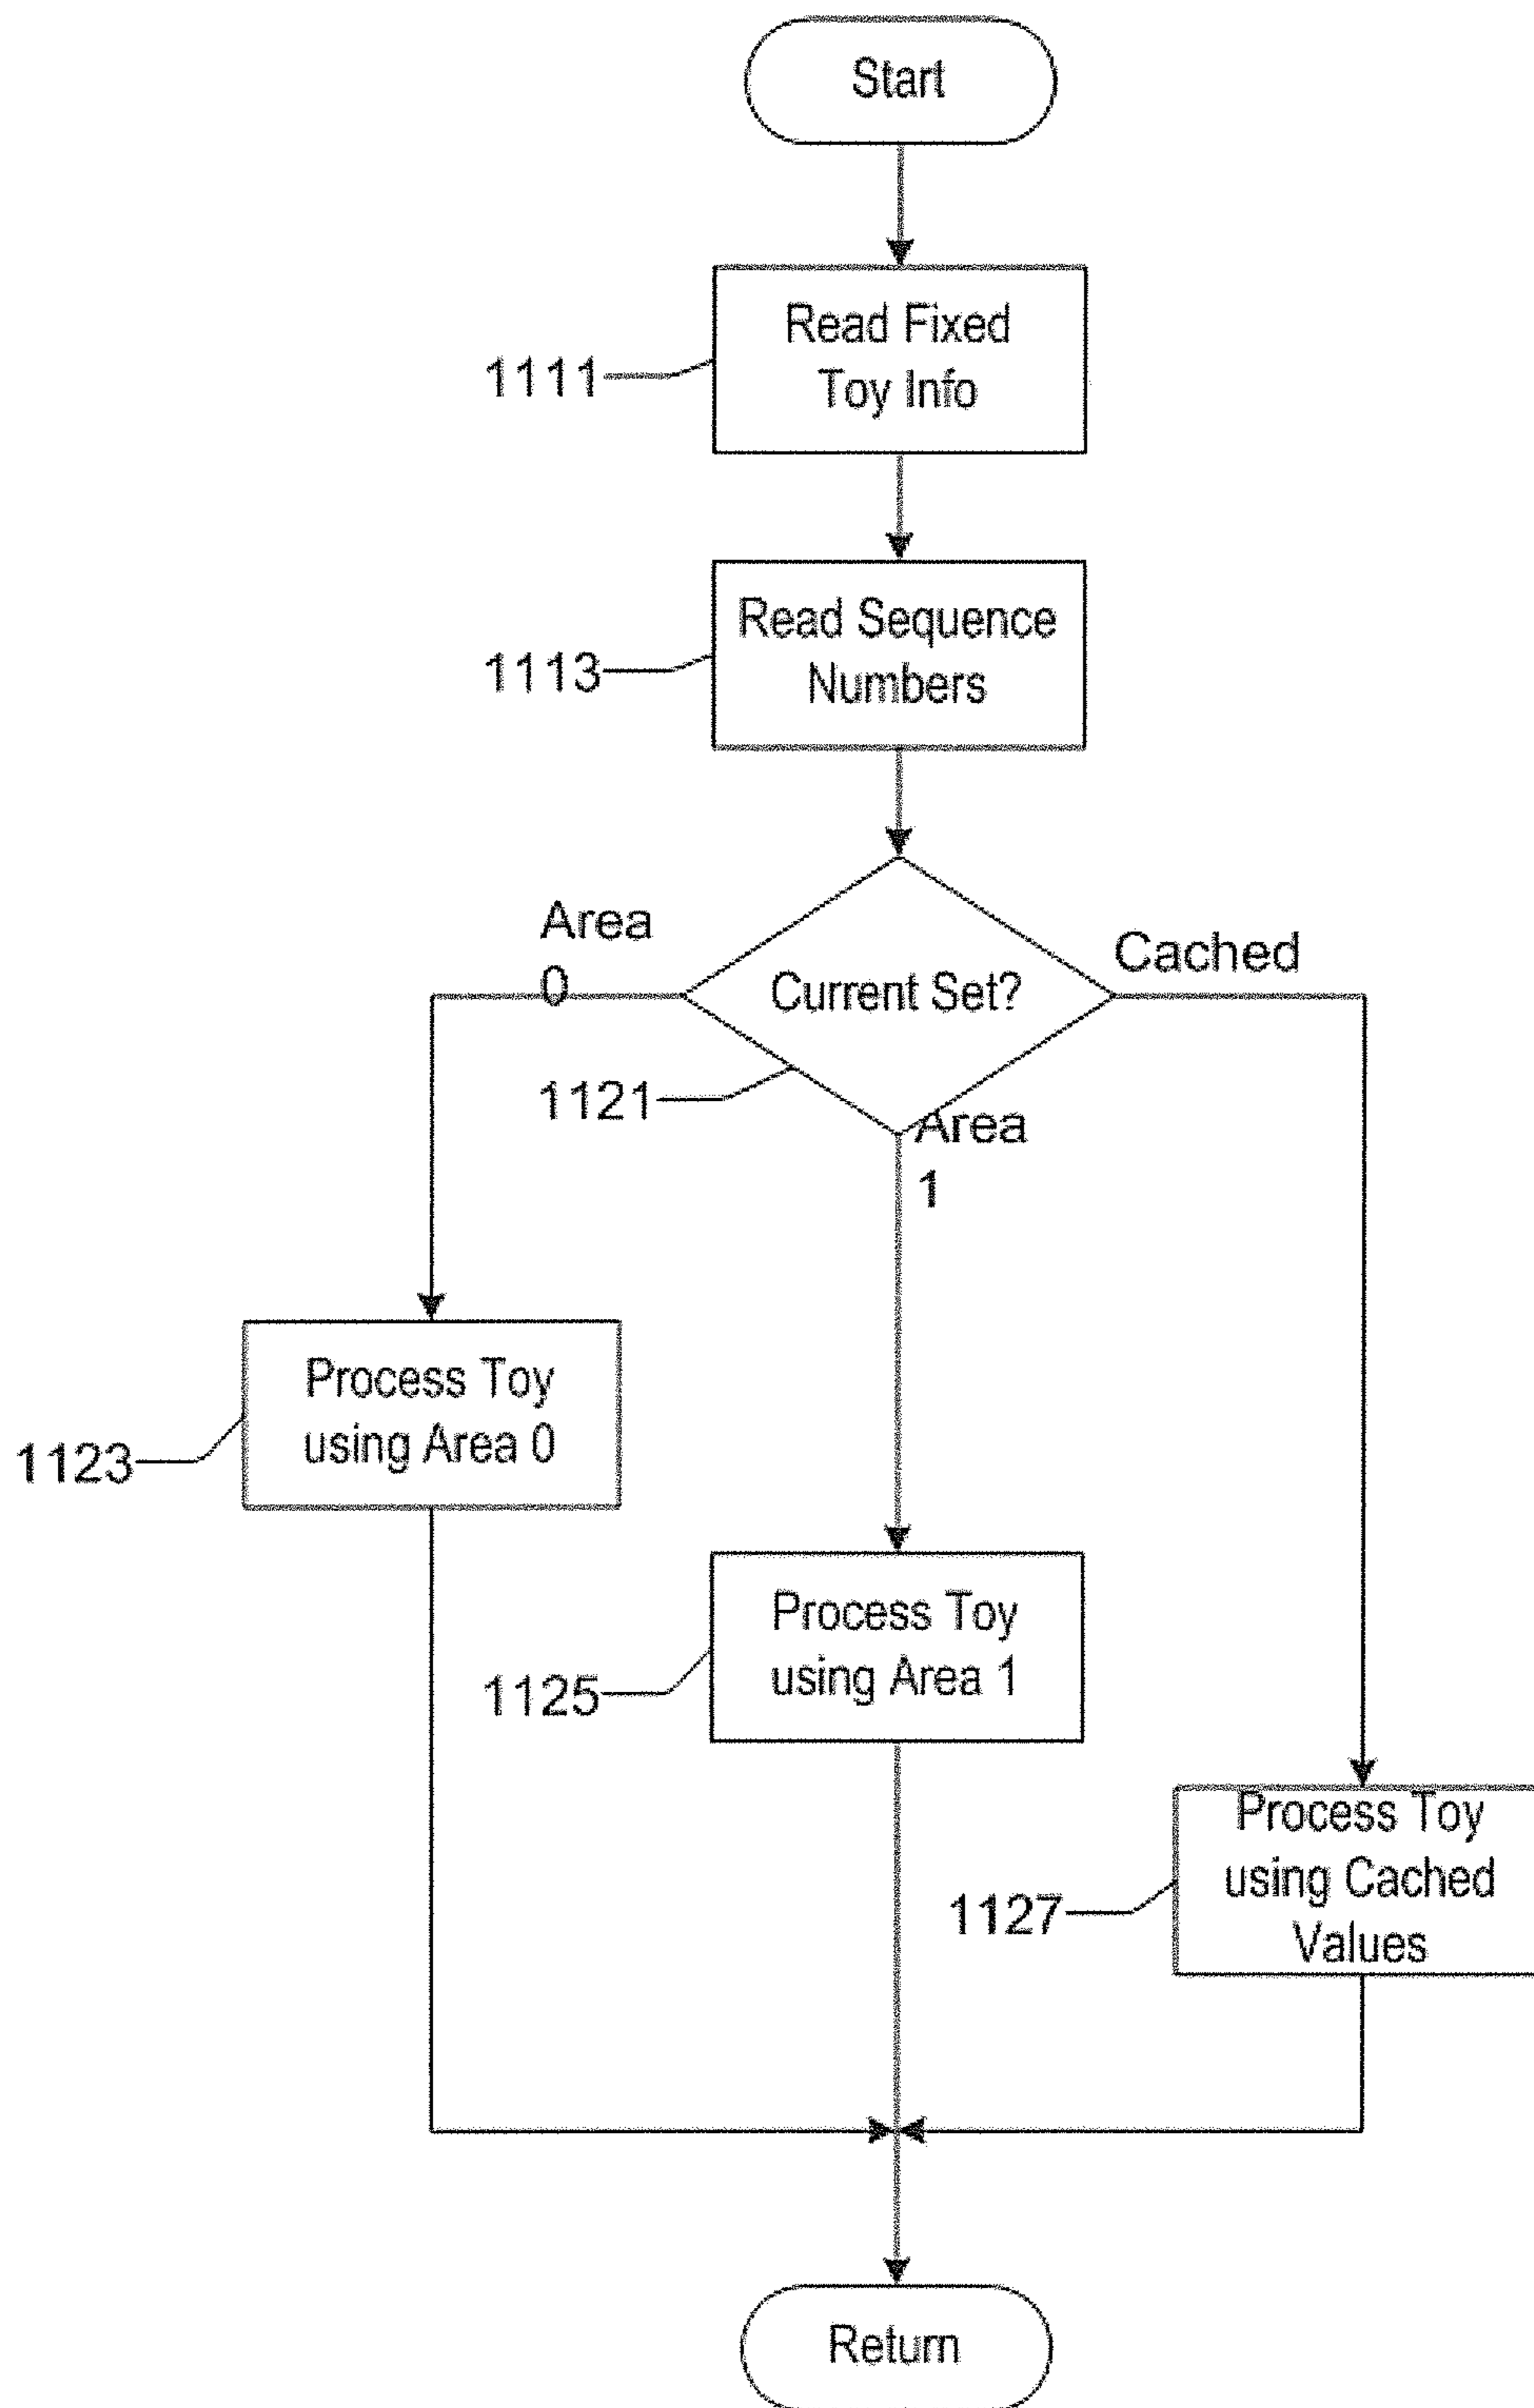 Start
Read Fixed
Toy Info
1111
Read Sequence
Numbers
1113
Area
0
Current Set?
Cached
1121
Area
1
Process Toy
using Area 0
1123
Process Toy
using Area 1
1125
Process Toy
using Cached
Values
1127
Return